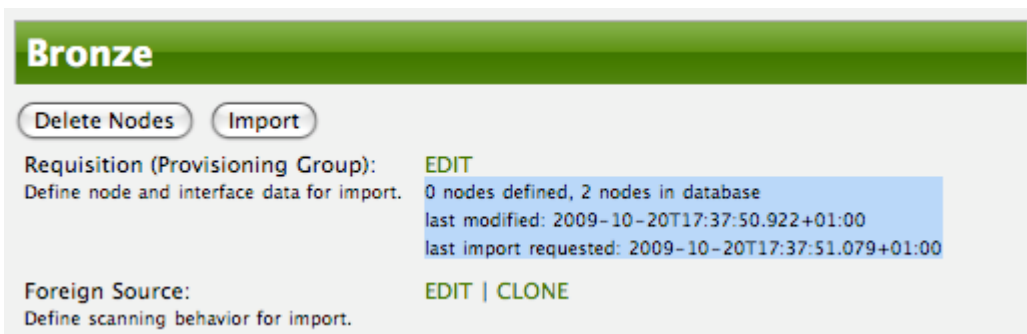 Bronze
Delete Nodes Import
Requisition (Provisioning Group): EDIT
Define node and interface data for import. 0 nodes defined, 2 nodes in database
last modified: 2009-10-20T17:37:50.922+01:00
last import requested: 2009-10-20T17:37:51.079+01:00
Foreign Source: EDIT | CLONE
Define scanning behavior for import.